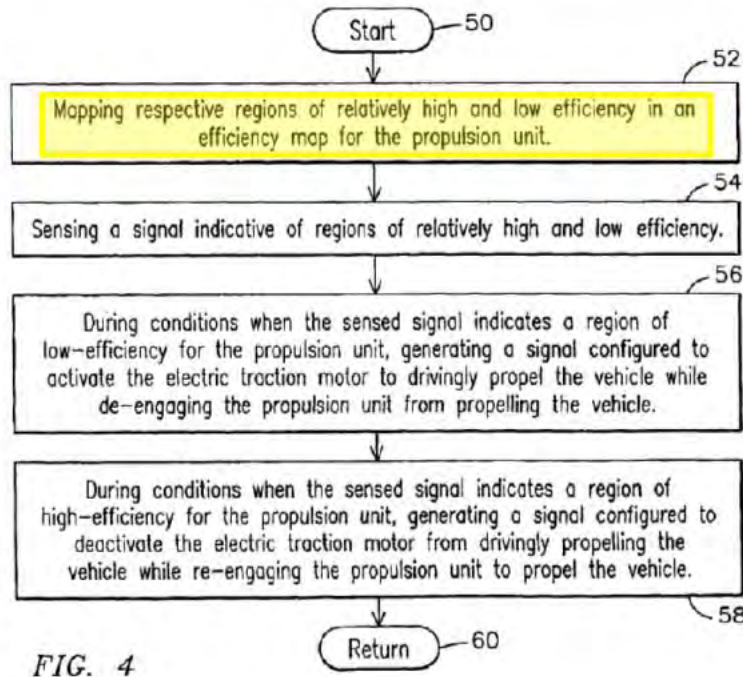 Start
50
52
Mapping respective regions of relatively high and low efficiency in an
efficiency map for the propulsion unit.
54
Sensing a signal indicative of regions of relatively high and low efficiency.
56
During conditions when the sensed signal indicates a region of
low-efficiency for the propulsion unit, generating a signal configured to
activate the electric traction motor to drivingly propel the vehicle while
de-engaging the propulsion unit from propelling the vehicle.
During conditions when the sensed signal indicates a region of
high-efficiency for the propulsion unit, generating a signal configured to
deactivate the electric traction motor from drivingly propelling the
vehicle while re-engaging the propulsion unit to propel the vehicle.
58
Return
60
FIG. 4